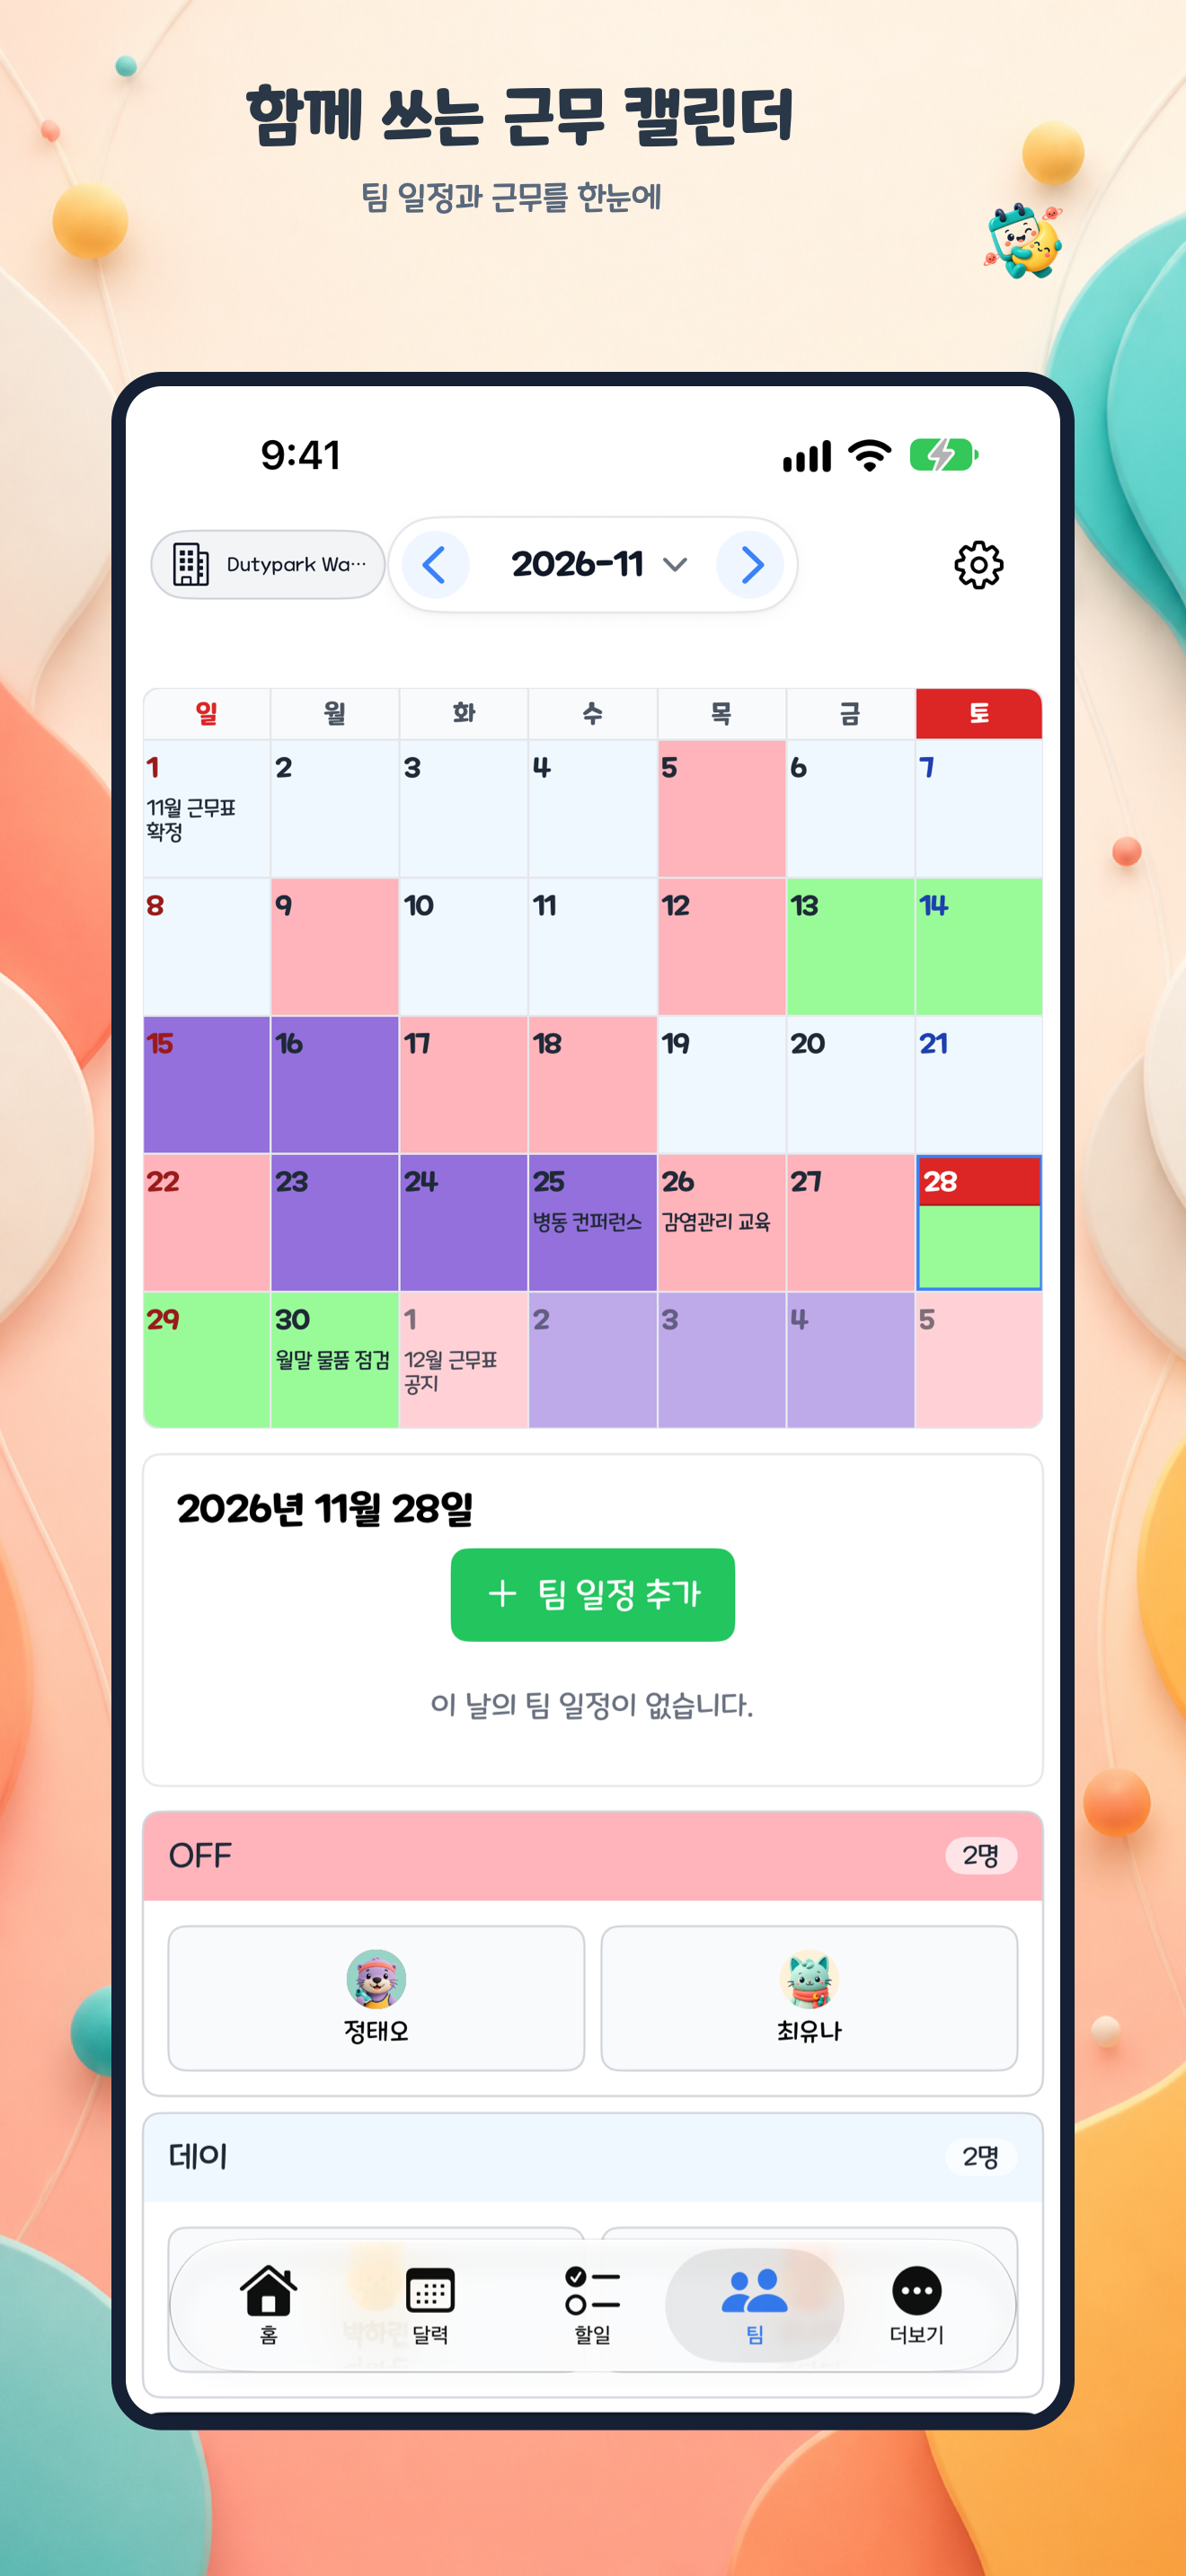 함께 쓰는 근무 캘린더
팀 일정과 근무를 한눈에
9:41
Dutypark Wa…
2026-11
일 월 화 수 목 금 토
1 2 3 4 5 6 7
11월 근무표
확정
8 9 10 11 12 13 14
15 16 17 18 19 20 21
22 23 24 25 26 27 28
병동 컨퍼런스 감염관리 교육
29 30 1 2 3 4 5
월말 물품 점검 12월 근무표
공지
2026년 11월 28일
+ 팀 일정 추가
이 날의 팀 일정이 없습니다.
OFF 2명
정태오 최유나
데이 2명
홈 달력 할일 팀 더보기